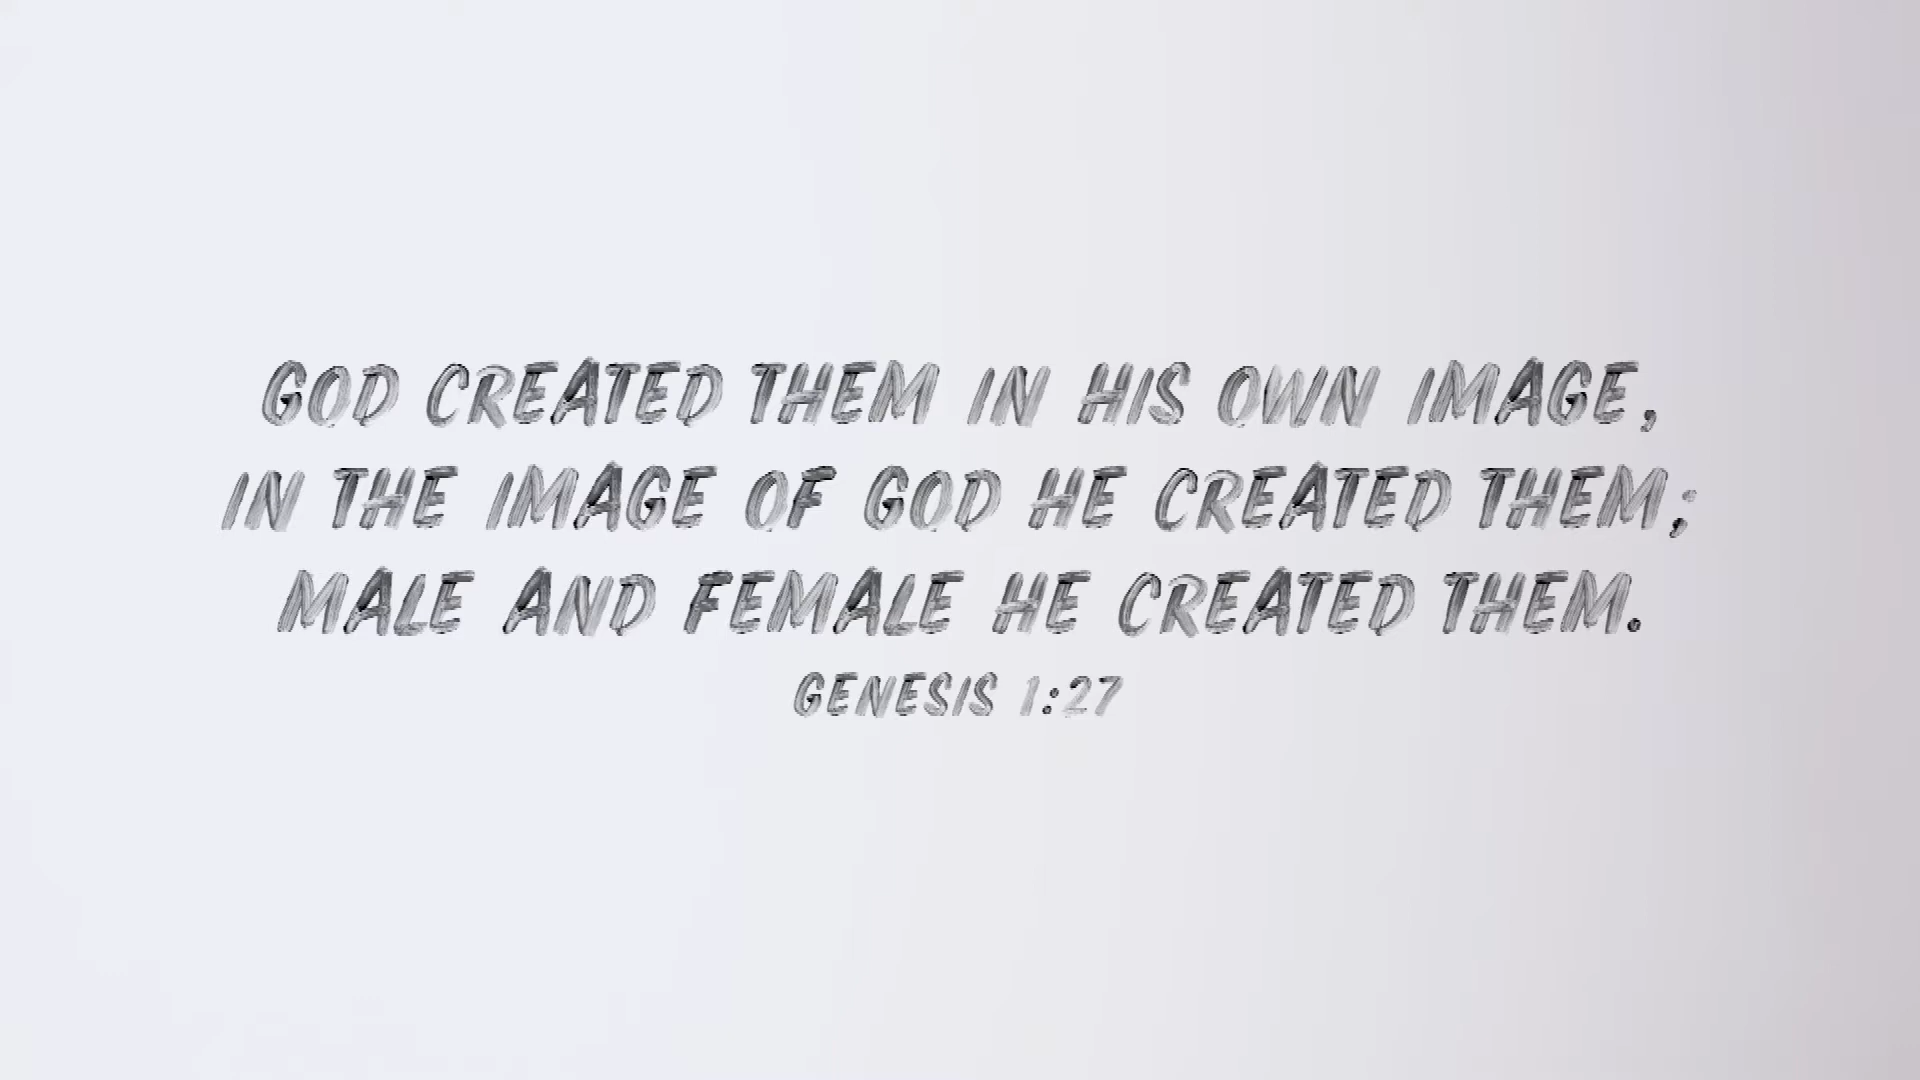 GOD CREATED THEM IN HIS OWN IMAGE,
IN THE IMAGE OF GOD HE CREATED THEM;
MALE AND FEMALE HE CREATED THEM.
GENESIS 1:27